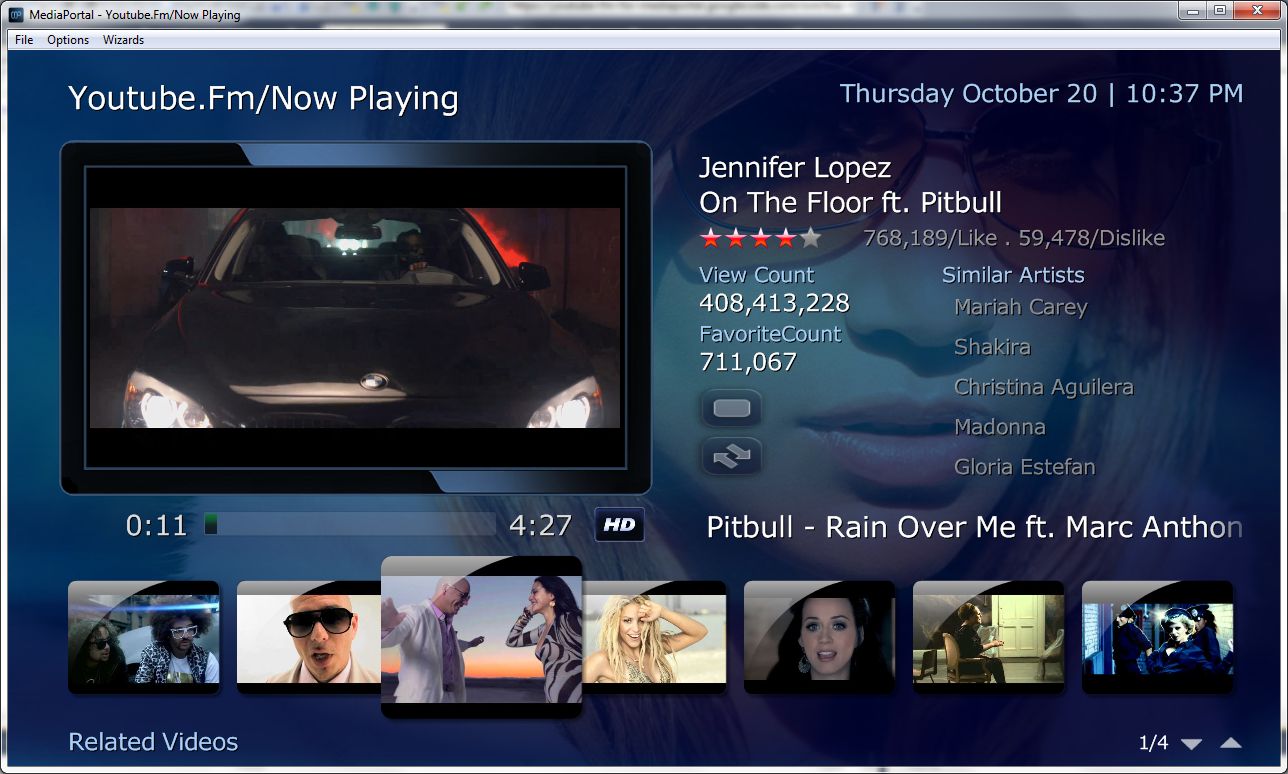 MediaPortal - Youtube.Fm/Now Playing
File Options Wizards
Youtube.Fm/Now Playing
Thursday October 20 | 10:37 PM
Jennifer Lopez
On The Floor ft. Pitbull
768,189/Like . 59,478/Dislike
View Count
408,413,228
FavoriteCount
711,067
Similar Artists
Mariah Carey
Shakira
Christina Aguilera
Madonna
Gloria Estefan
0:11
4:27
HD
Pitbull - Rain Over Me ft. Marc Anthon
Related Videos
1/4